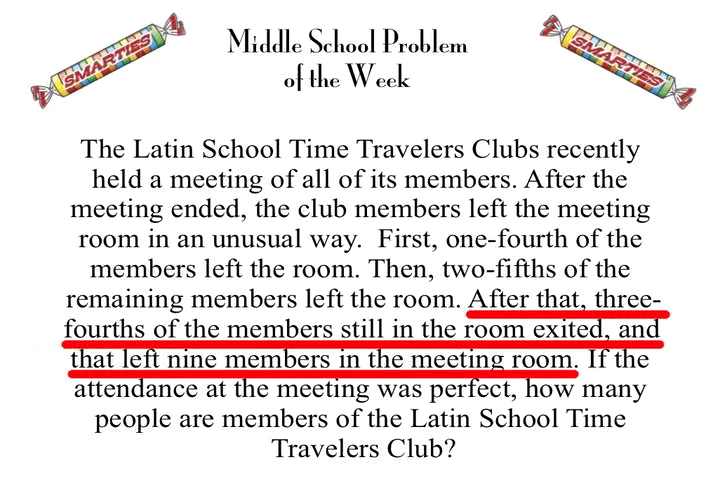 SMARTIES
Middle School Problem
of the Week
SMARTIES
The Latin School Time Travelers Clubs recently
held a meeting of all of its members. After the
meeting ended, the club members left the meeting
room in an unusual way. First, one-fourth of the
members left the room. Then, two-fifths of the
remaining members left the room. After that, three-
fourths of the members still in the room exited, and
that left nine members in the meeting room. If the
attendance at the meeting was perfect, how many
people are members of the Latin School Time
Travelers Club?